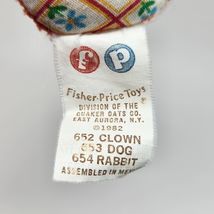 f p
Fisher-Price Toys
DIVISION OF THE
QUAKER OATS CO.
EAST AURORA, N.Y.
©1982
652 CLOWN
653 DOG
654 RABBIT
ASSEMBLED IN